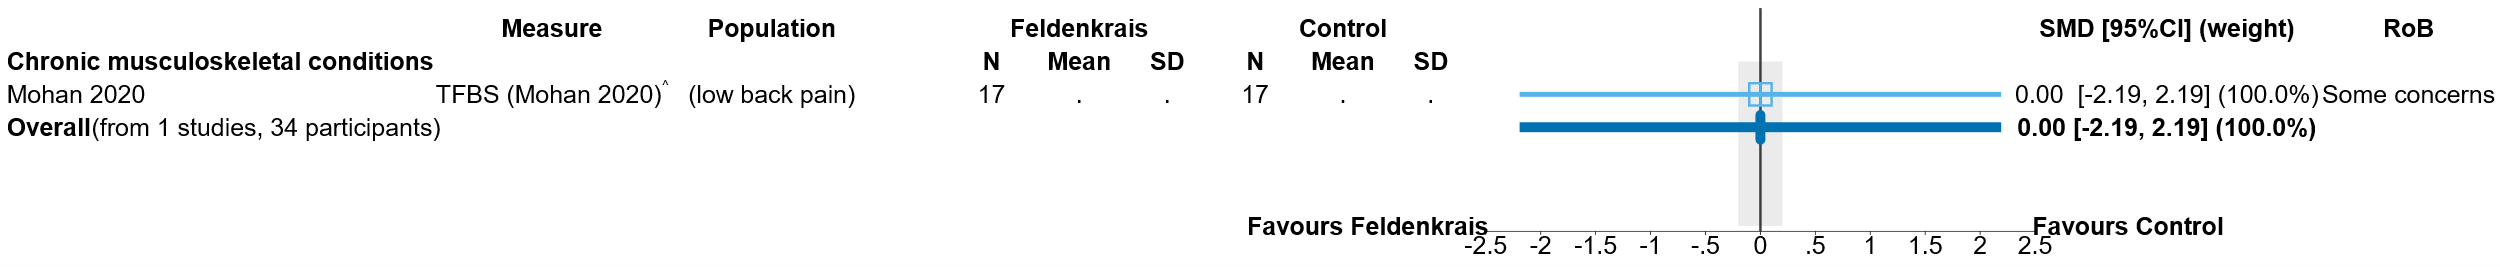 Measure Population Feldenkrais Control SMD [95%CI] (weight) RoB
Chronic musculoskeletal conditions N Mean SD N Mean SD
Mohan 2020 TFBS (Mohan 2020)^ (low back pain) 17 . . 17 . . 0.00 [-2.19, 2.19] (100.0%) Some concerns
Overall(from 1 studies, 34 participants) 0.00 [-2.19, 2.19] (100.0%)
Favours Feldenkrais Favours Control
-2.5 -2 -1.5 -1 -.5 0 .5 1 1.5 2 2.5